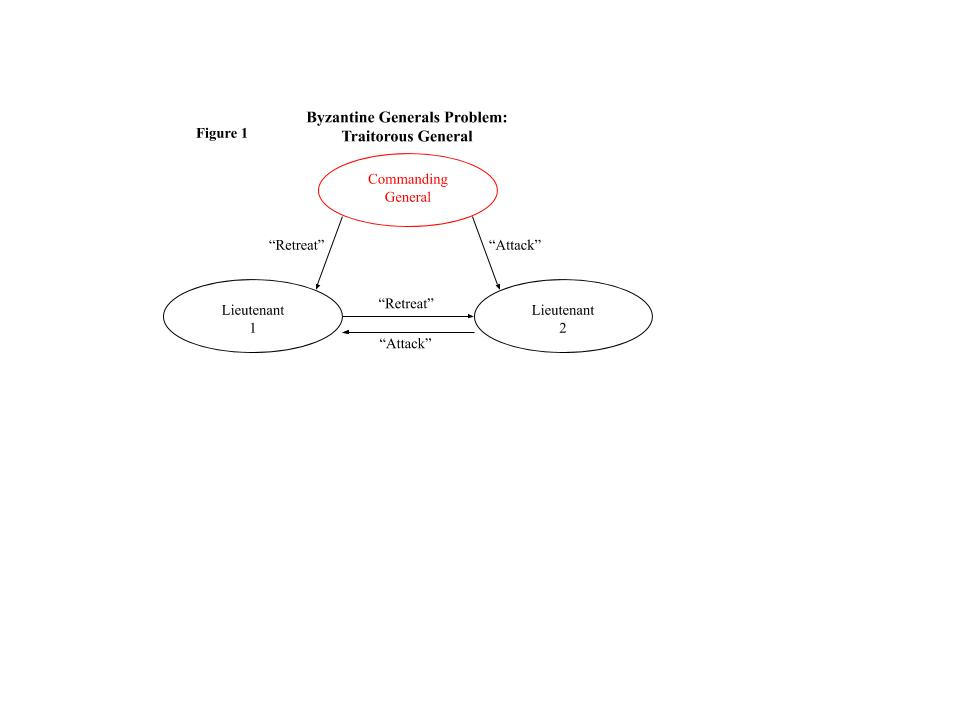 Byzantine Generals Problem:
Figure 1
Traitorous General
Commanding
General
“Retreat”
“Attack”
Lieutenant
1
“Retreat”
“Attack”
Lieutenant
2